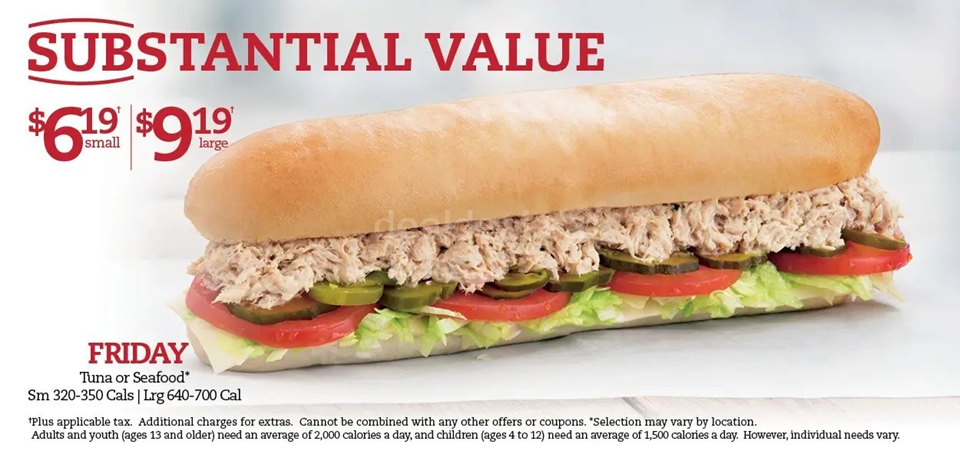 SUBSTANTIAL VALUE
$6 19† small | $9 19† large
FRIDAY
Tuna or Seafood*
Sm 320-350 Cals | Lrg 640-700 Cal
†Plus applicable tax. Additional charges for extras. Cannot be combined with any other offers or coupons. *Selection may vary by location.
Adults and youth (ages 13 and older) need an average of 2,000 calories a day, and children (ages 4 to 12) need an average of 1,500 calories a day. However, individual needs vary.